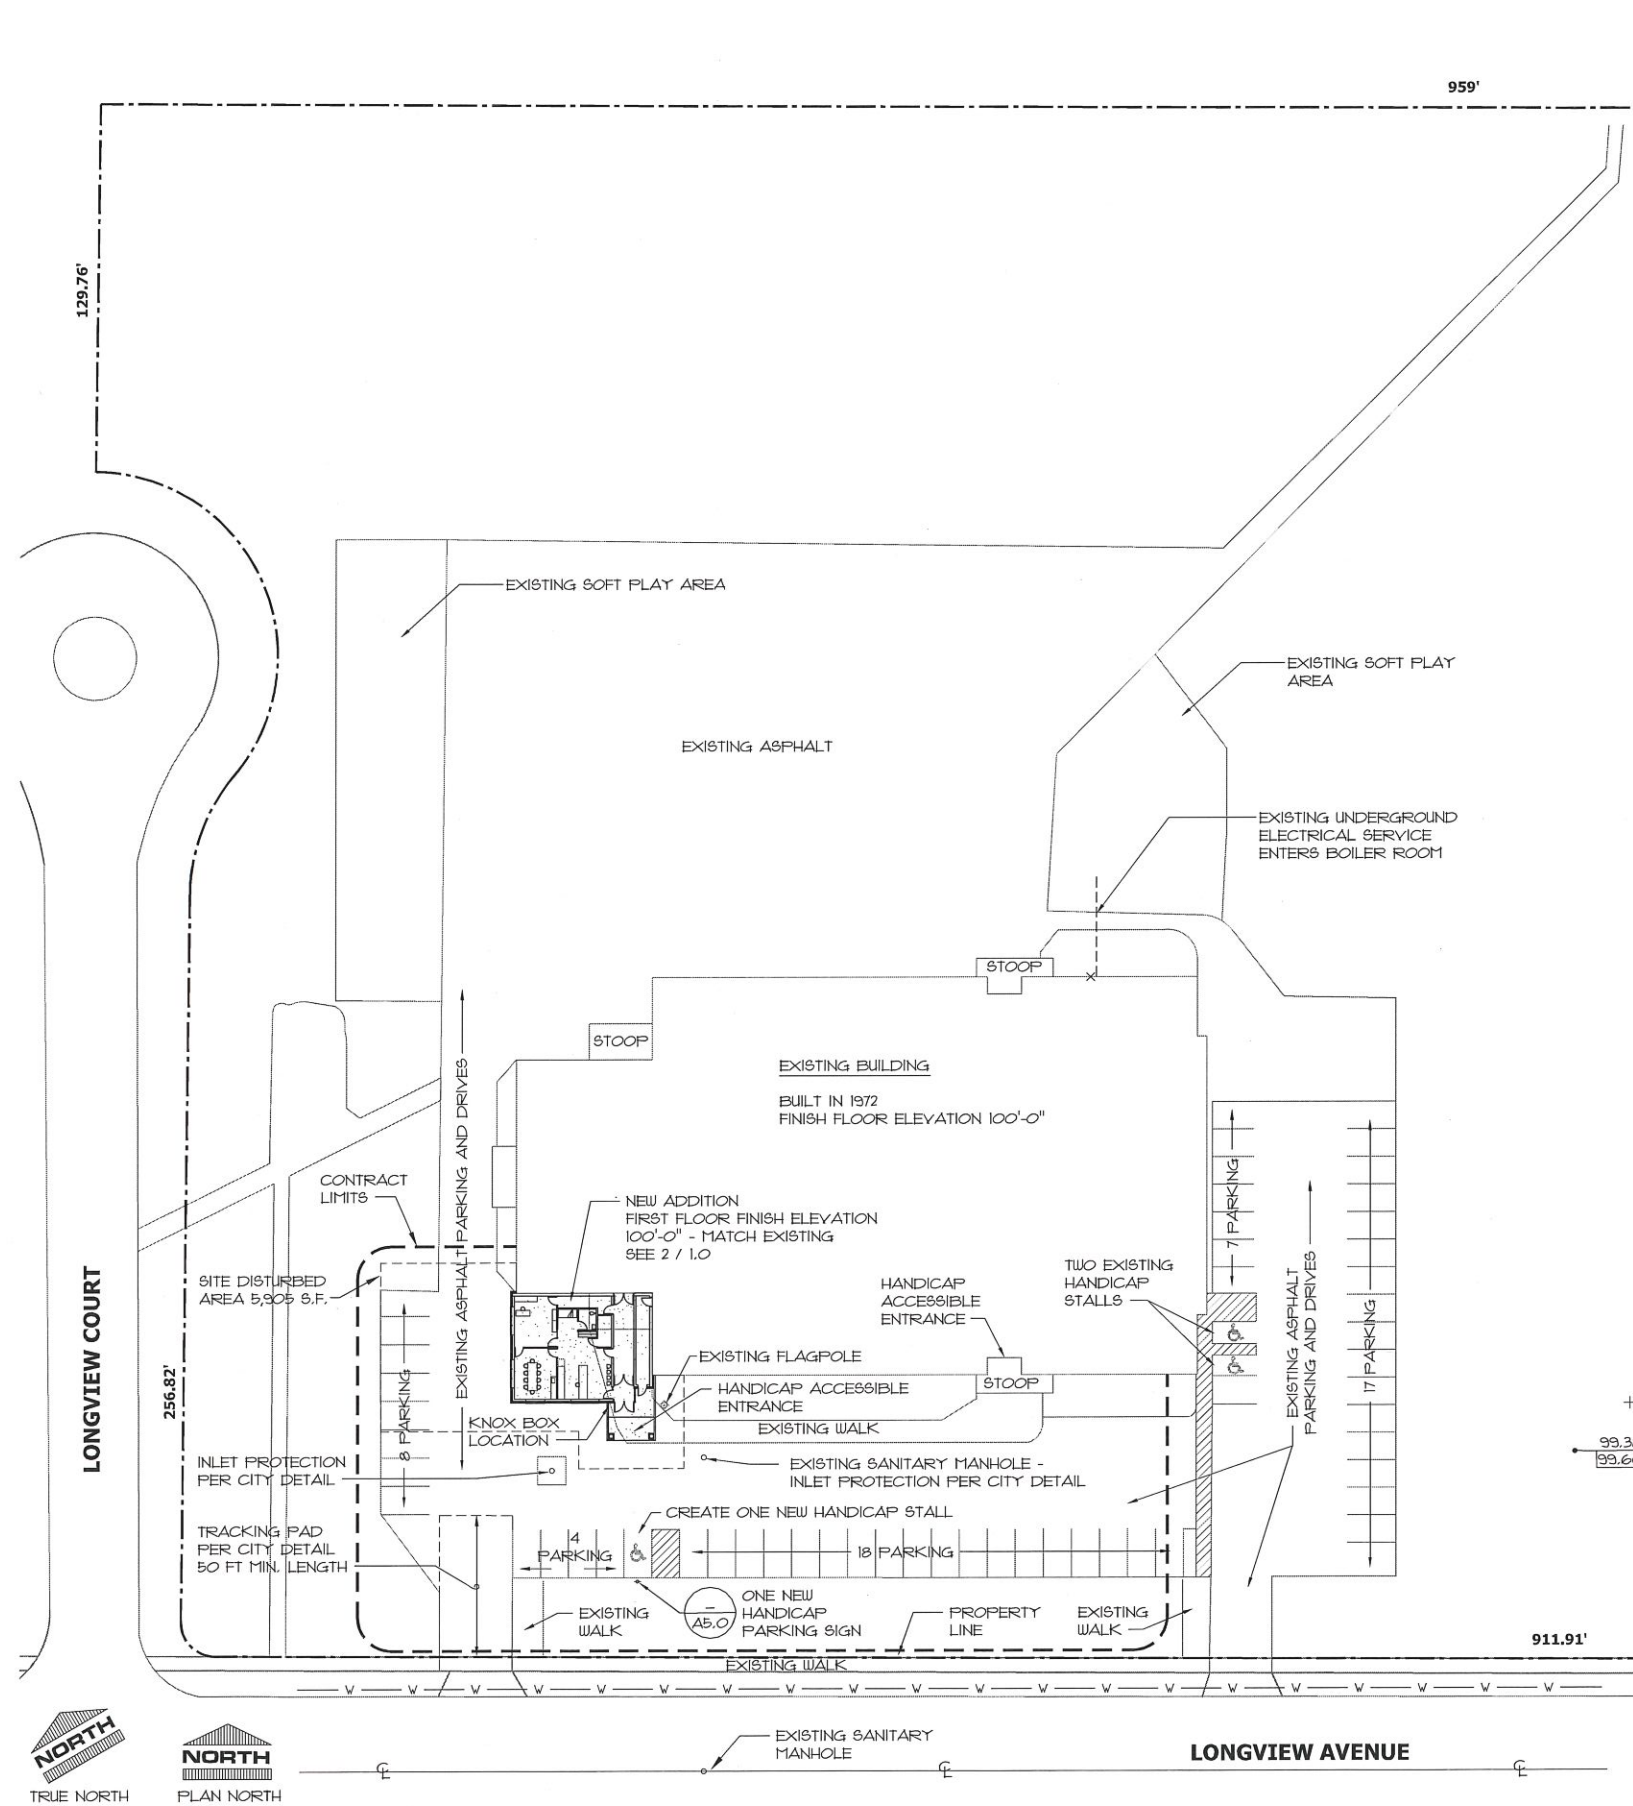 959'
129.76'
EXISTING SOFT PLAY AREA
EXISTING SOFT PLAY
AREA
EXISTING ASPHALT
EXISTING UNDERGROUND
ELECTRICAL SERVICE
ENTERS BOILER ROOM
STOOP
STOOP
EXISTING BUILDING
BUILT IN 1972
FINISH FLOOR ELEVATION 100'-0"
EXISTING ASPHALT PARKING AND DRIVES
CONTRACT
LIMITS
NEW ADDITION
FIRST FLOOR FINISH ELEVATION
100'-0" - MATCH EXISTING
SEE 2 / 1.0
7 PARKING
TWO EXISTING
HANDICAP
STALLS
HANDICAP
ACCESSIBLE
ENTRANCE
SITE DISTURBED
AREA 5,905 S.F.
LONGVIEW COURT
256.82'
8 PARKING
EXISTING FLAGPOLE
STOOP
HANDICAP ACCESSIBLE
ENTRANCE
EXISTING WALK
EXISTING ASPHALT
PARKING AND DRIVES
17 PARKING
KNOX BOX
LOCATION
INLET PROTECTION
PER CITY DETAIL
EXISTING SANITARY MANHOLE -
INLET PROTECTION PER CITY DETAIL
CREATE ONE NEW HANDICAP STALL
TRACKING PAD
PER CITY DETAIL
50 FT MIN. LENGTH
4
PARKING
18 PARKING
EXISTING
WALK
-
A5.0
ONE NEW
HANDICAP
PARKING SIGN
PROPERTY
LINE
EXISTING
WALK
911.91'
EXISTING WALK
W W W W W W W W W W W W W W W W W W W W
NORTH
TRUE NORTH
NORTH
PLAN NORTH
EXISTING SANITARY
MANHOLE
LONGVIEW AVENUE
CL CL CL